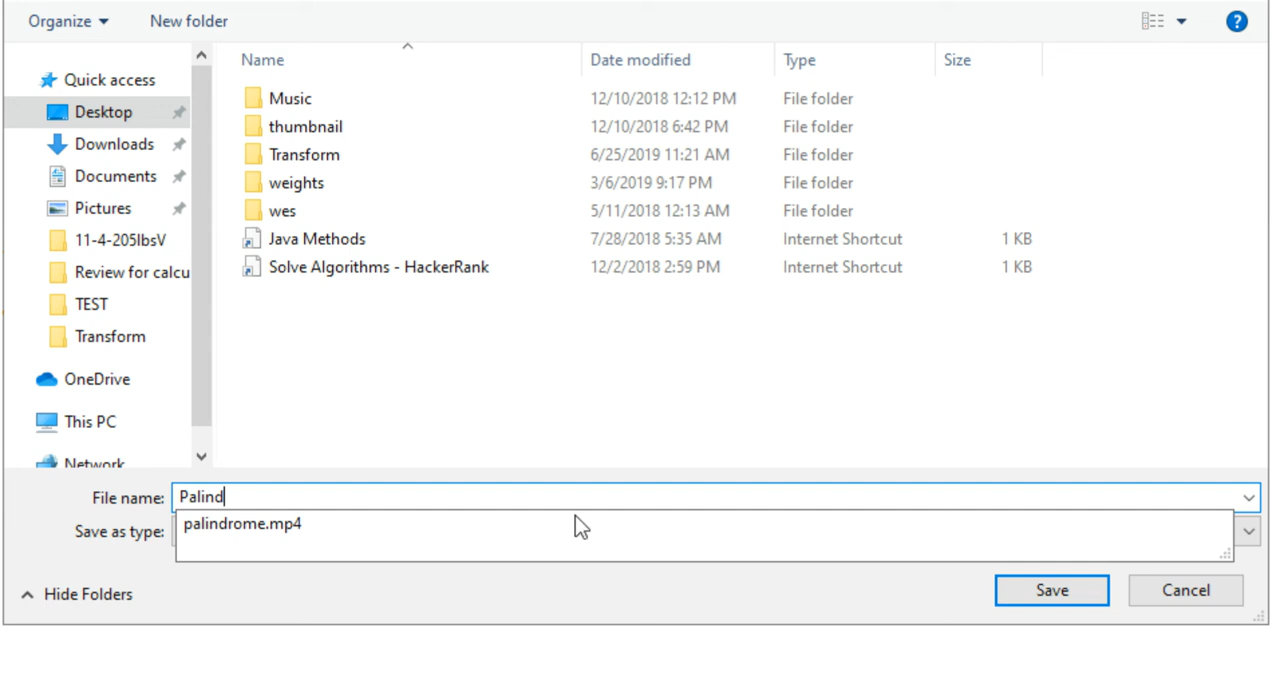 Organize New folder
Name Date modified Type Size
Quick access
Desktop
Downloads
Documents
Pictures
11-4-205lbsV
Review for calcu
TEST
Transform
OneDrive
This PC
Network
Music 12/10/2018 12:12 PM File folder
thumbnail 12/10/2018 6:42 PM File folder
Transform 6/25/2019 11:21 AM File folder
weights 3/6/2019 9:17 PM File folder
wes 5/11/2018 12:13 AM File folder
Java Methods 7/28/2018 5:35 AM Internet Shortcut 1 KB
Solve Algorithms - HackerRank 12/2/2018 2:59 PM Internet Shortcut 1 KB
File name: Palind
Save as type: palindrome.mp4
Hide Folders Save Cancel